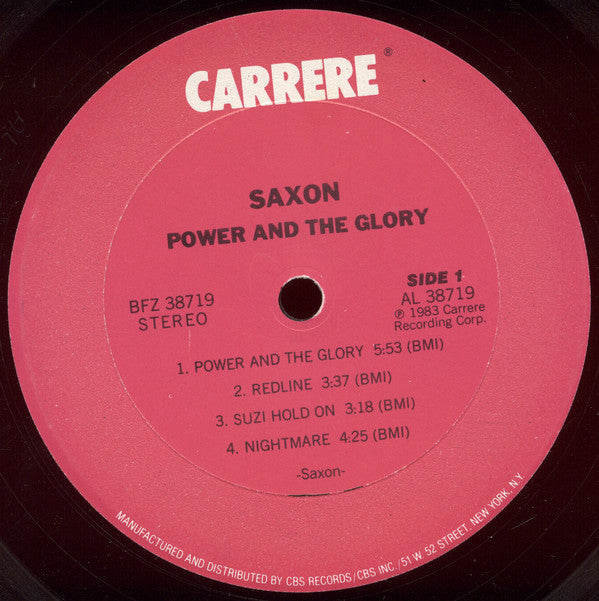 CARRERE®
SAXON
POWER AND THE GLORY
BFZ 38719
STEREO
SIDE 1
AL 38719
℗ 1983 Carrere
Recording Corp.
1. POWER AND THE GLORY 5:53 (BMI)
2. REDLINE 3:37 (BMI)
3. SUZI HOLD ON 3:18 (BMI)
4. NIGHTMARE 4:25 (BMI)
-Saxon-
MANUFACTURED AND DISTRIBUTED BY CBS RECORDS/CBS INC./51 W 52 STREET, NEW YORK, N.Y.